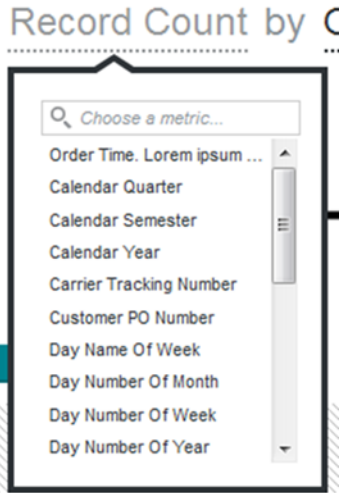 Record Count by
Choose a metric...
Order Time. Lorem ipsum ...
Calendar Quarter
Calendar Semester
Calendar Year
Carrier Tracking Number
Customer PO Number
Day Name Of Week
Day Number Of Month
Day Number Of Week
Day Number Of Year